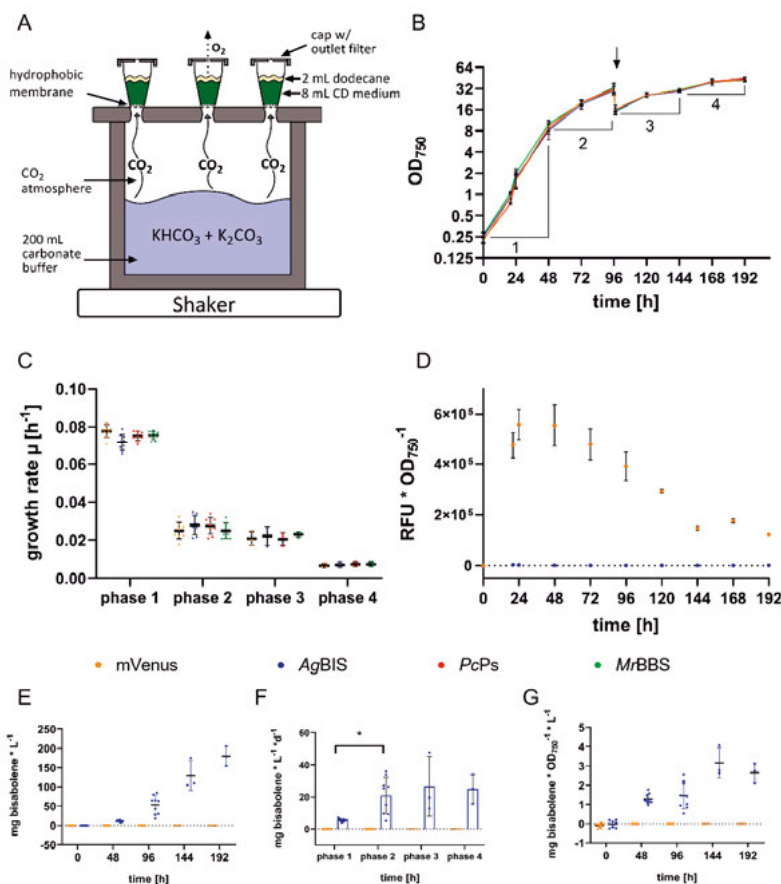 A
O₂
cap w/
outlet filter
hydrophobic
membrane
2 mL dodecane
8 mL CD medium
CO₂
CO₂
CO₂
CO₂
atmosphere
200 mL
carbonate
buffer
KHCO₃ + K₂CO₃
Shaker
B
OD₇₅₀
64
32
16
8
4
2
1
0.5
0.25
0.125
1
2
3
4
0 24 48 72 96 120 144 168 192
time [h]
C
growth rate µ [h⁻¹]
0.10
0.08
0.06
0.04
0.02
0.00
phase 1 phase 2 phase 3 phase 4
D
RFU * OD₇₅₀⁻¹
6×10⁵
4×10⁵
2×10⁵
0
0 24 48 72 96 120 144 168 192
time [h]
mVenus AgBIS PcPs MrBBS
E
mg bisabolene * L⁻¹
250
200
150
100
50
0
-50
0 48 96 144 192
time [h]
F
mg bisabolene * L⁻¹ *d⁻¹
60
40
20
0
*
phase 1 phase 2 phase 3 phase 4
G
mg bisabolene * OD₇₅₀⁻¹ * L⁻¹
5
4
3
2
1
0
-1
0 48 96 144 192
time [h]